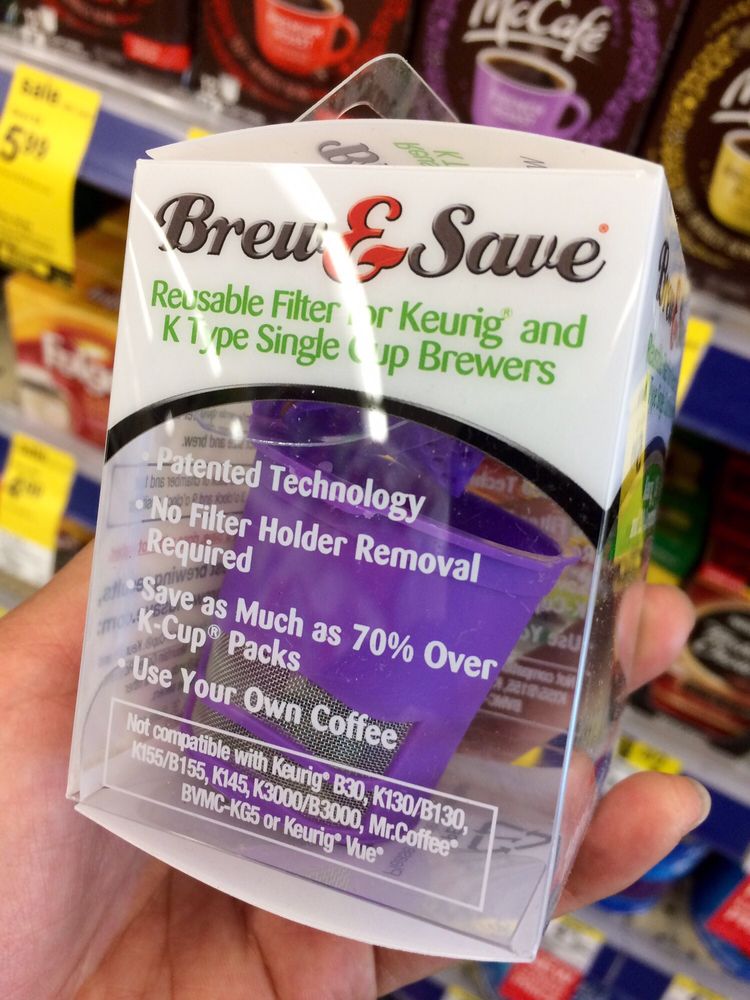 McCafé
sale
5 99
Brew & Save®
Reusable Filter for Keurig® and
K Type Single Cup Brewers
• Patented Technology
• No Filter Holder Removal
Required
• Save as Much as 70% Over
K-Cup® Packs
• Use Your Own Coffee
Not compatible with Keurig® B30, K130/B130,
K155/B155, K145, K3000/B3000, Mr.Coffee®
BVMC-KG5 or Keurig® Vue®